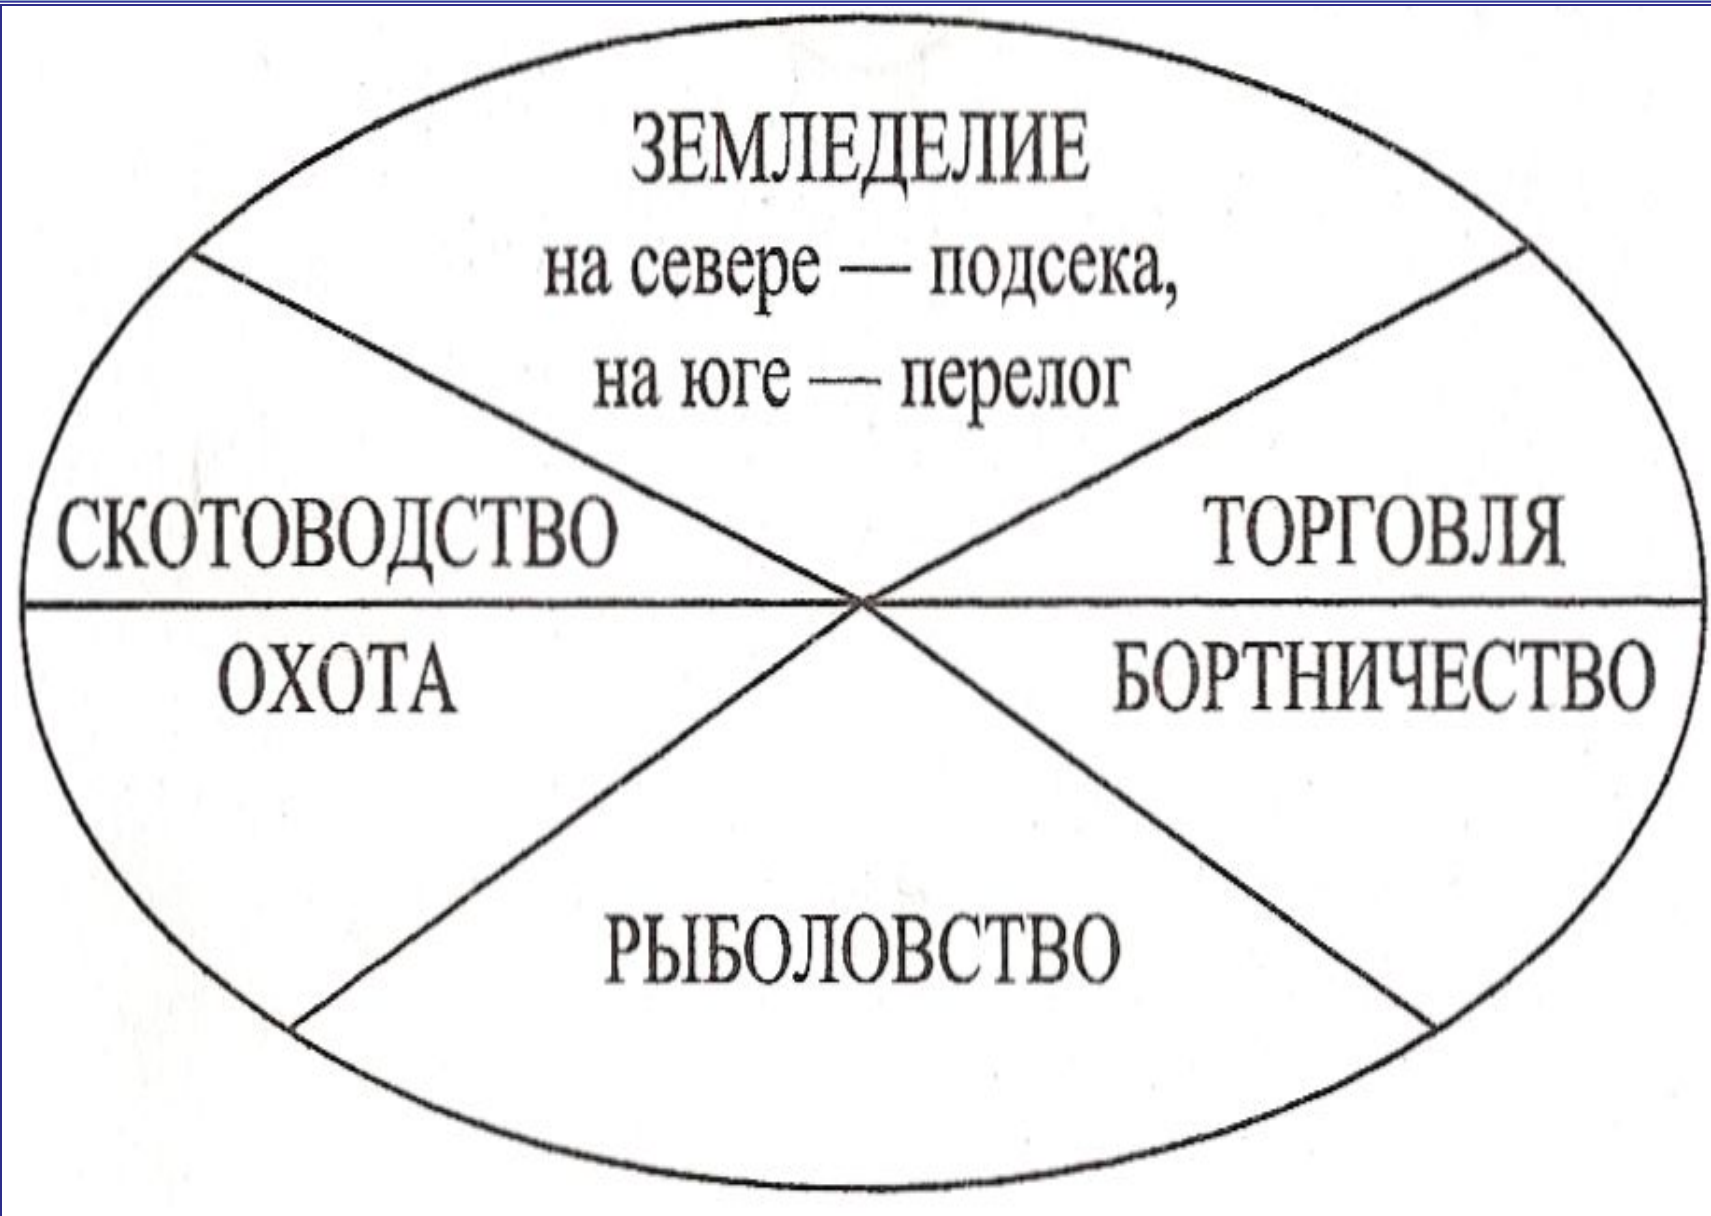 ЗЕМЛЕДЕЛИЕ
на севере — подсека,
на юге — перелог
СКОТОВОДСТВО
ТОРГОВЛЯ
ОХОТА
БОРТНИЧЕСТВО
РЫБОЛОВСТВО